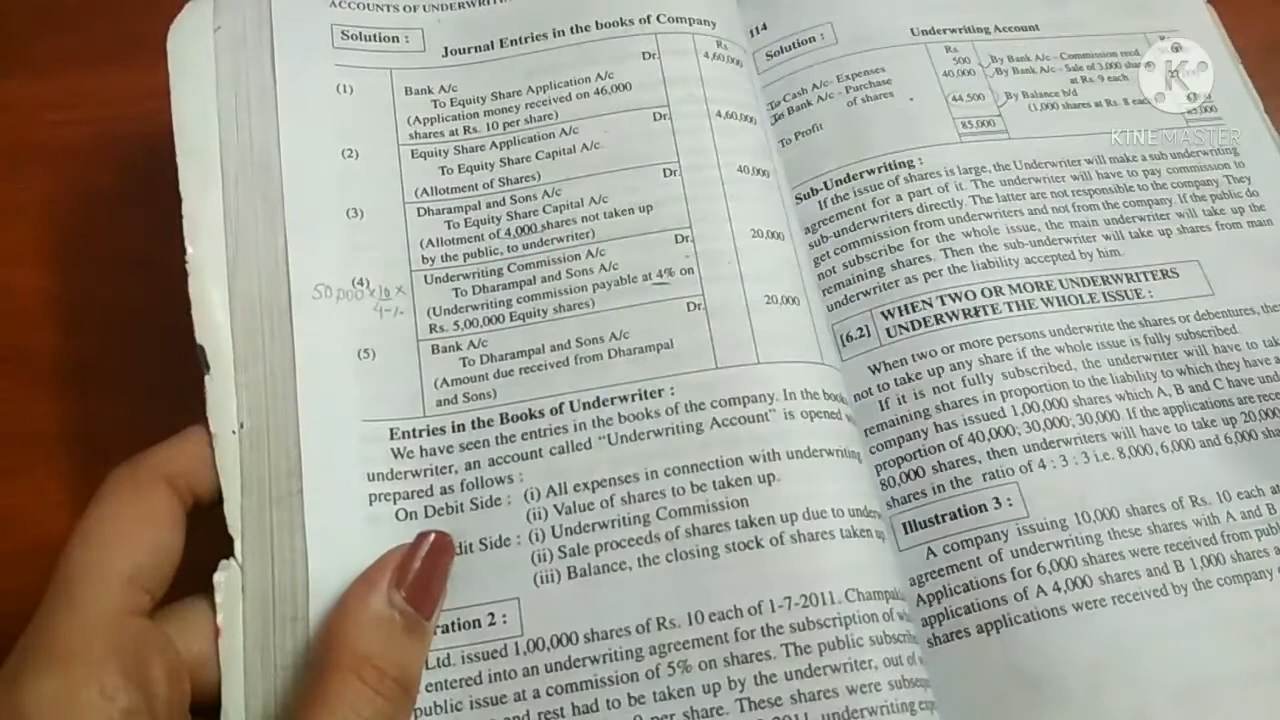 ACCOUNTS OF
Solution :
Journal Entries in the books of Company
Rs
(1) Bank A/c Dr. 4,60,000
To Equity Share Application A/c
(Application money received on 46,000
shares at Rs. 10 per share)
(2) Equity Share Application A/c Dr. 4,60,000
To Equity Share Capital A/c.
(Allotment of Shares)
(3) Dharampal and Sons A/c Dr. 40,000
To Equity Share Capital A/c
(Allotment of 4,000 shares not taken up
by the public, to underwriter)
(4) Underwriting Commission A/c Dr. 20,000
To Dharampal and Sons A/c
(Underwriting commission payable at 4% on
Rs. 5,00,000 Equity shares)
50,000 × 10 ×
4%
(5) Bank A/c Dr. 20,000
To Dharampal and Sons A/c
(Amount due received from Dharampal
and Sons)
Entries in the Books of Underwriter :
We have seen the entries in the books of the company. In the
underwriter, an account called "Underwriting Account" is opened
prepared as follows :
On Debit Side : (i) All expenses in connection with underwriting
(ii) Value of shares to be taken up.
Side : (i) Underwriting Commission
(ii) Sale proceeds of shares taken up due to
(iii) Balance, the closing stock of shares taken
2 :
Ltd. issued 1,00,000 shares of Rs. 10 each of 1-7-2011.
entered into an underwriting agreement for the subscription of
public issue at a commission of 5% on shares. The public
and rest had to be taken up by the underwriter, out of
per share. These shares were
underwriting
114
Solution :
Underwriting Account
Rs.
To Cash A/c- Expenses 500 By Bank A/c - Commission recd.
To Bank A/c - Purchase 40,000 By Bank A/c - Sale of 3,000
of shares at Rs. 9 each
To Profit 44,500 By Balance b/d
(1,000 shares at Rs. 8
85,000
KINEMASTER
Sub-Underwriting :
If the issue of shares is large, the Underwriter will make a sub underwriting
agreement for a part of it. The underwriter will have to pay commission to
sub-underwriters directly. The latter are not responsible to the company. They
get commission from underwriters and not from the company. If the public do
not subscribe for the whole issue, the main underwriter will take up the
remaining shares. Then the sub-underwriter will take up shares from main
underwriter as per the liability accepted by him.
[6.2] WHEN TWO OR MORE UNDERWRITERS
UNDERWRITE THE WHOLE ISSUE :
When two or more persons underwrite the shares or debentures,
not to take up any share if the whole issue is fully subscribed.
If it is not fully subscribed, the underwriter will have to
remaining shares in proportion to the liability to which they have
company has issued 1,00,000 shares which A, B and C have
proportion of 40,000; 30,000; 30,000. If the applications are
80,000 shares, then underwriters will have to take up 20,000
shares in the ratio of 4 : 3 : 3 i.e. 8,000, 6,000 and 6,000
Illustration 3 :
A company issuing 10,000 shares of Rs. 10 each
agreement of underwriting these shares with A and B
Applications for 6,000 shares were received from
applications of A 4,000 shares and B 1,000 shares
shares applications were received by the company